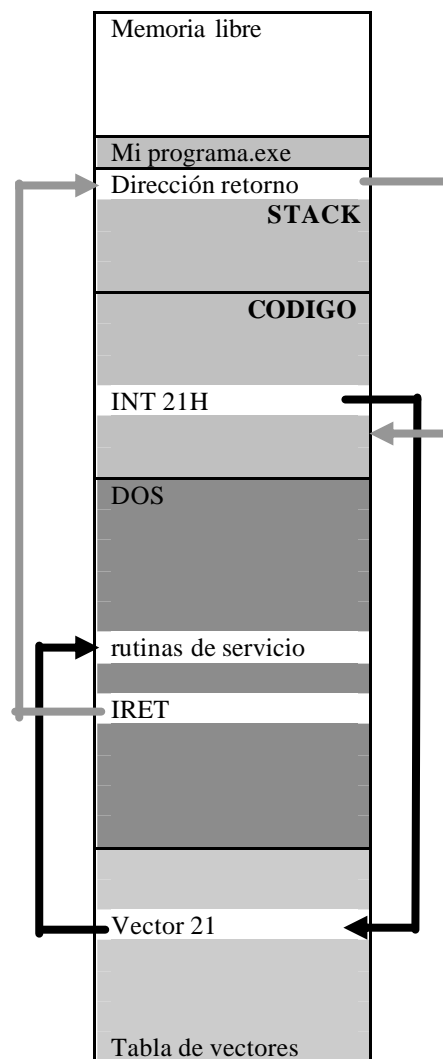 Memoria libre
Mi programa.exe
Dirección retorno
STACK
CODIGO
INT 21H
DOS
rutinas de servicio
IRET
Vector 21
Tabla de vectores